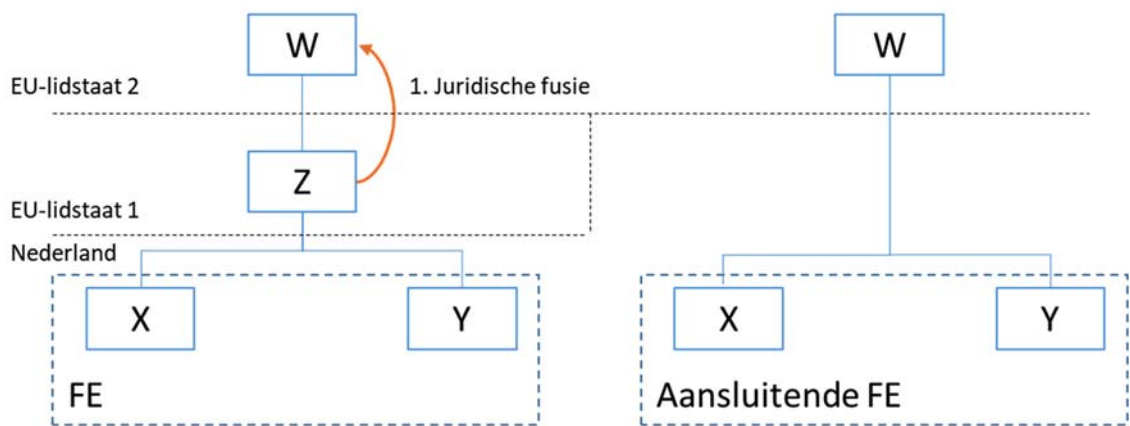 W
W
EU-lidstaat 2
1. Juridische fusie
Z
EU-lidstaat 1
Nederland
X
Y
X
Y
FE
Aansluitende FE